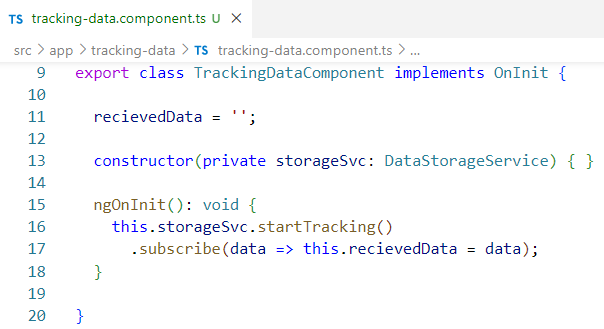 TS tracking-data.component.ts U ×
src > app > tracking-data > TS tracking-data.component.ts > ...
9 export class TrackingDataComponent implements OnInit {
10
11 recievedData = '';
12
13 constructor(private storageSvc: DataStorageService) { }
14
15 ngOnInit(): void {
16 this.storageSvc.startTracking()
17 .subscribe(data => this.recievedData = data);
18 }
19
20 }